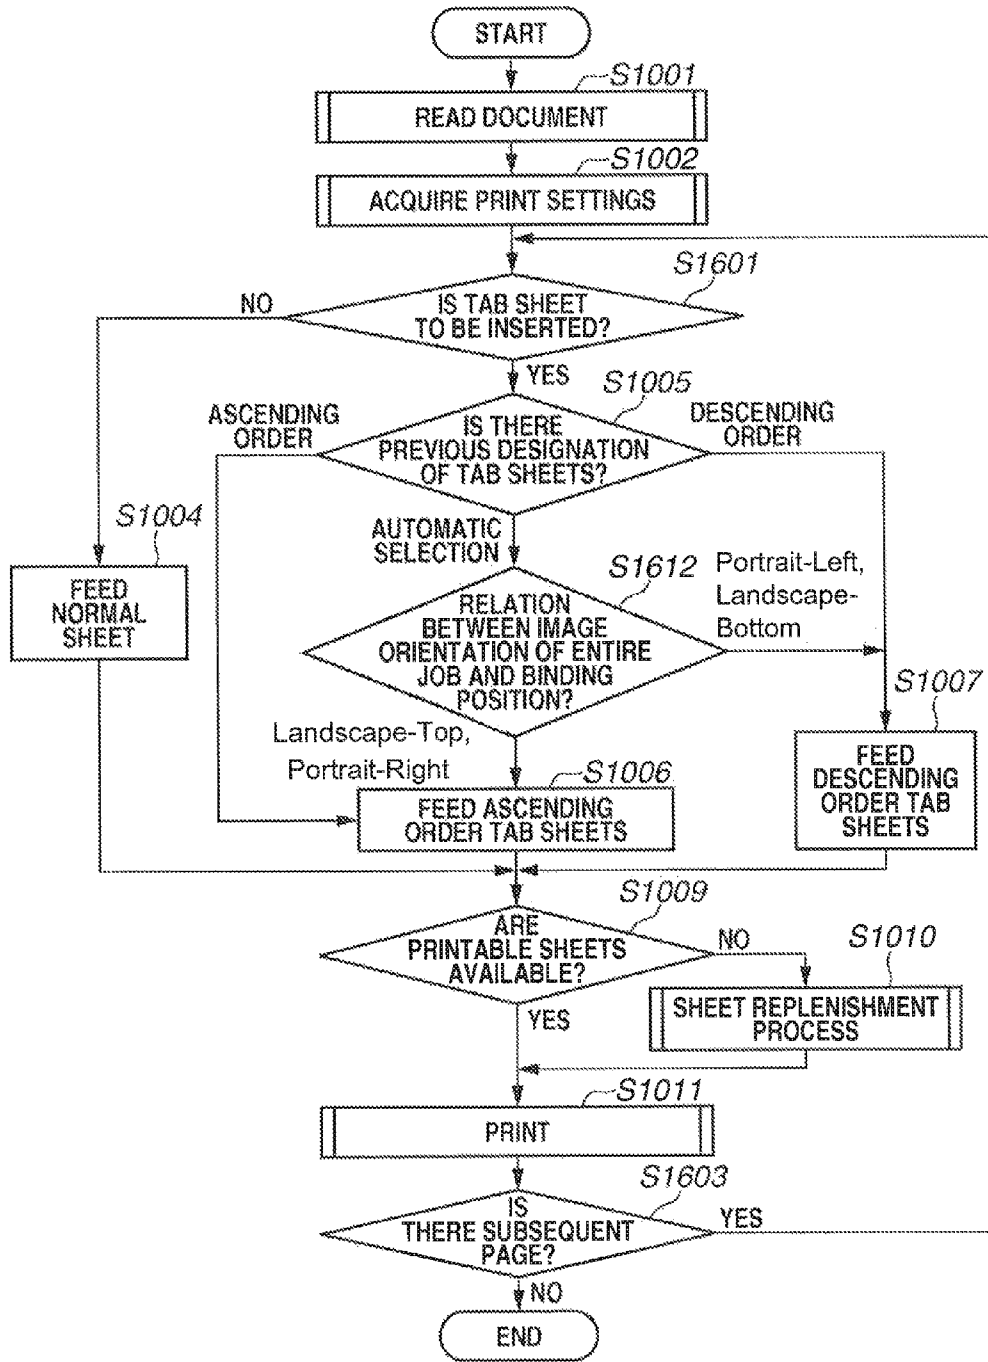 START
S1001
READ DOCUMENT
S1002
ACQUIRE PRINT SETTINGS
S1601
NO
IS TAB SHEET
TO BE INSERTED?
YES
S1005
ASCENDING
ORDER
IS THERE
PREVIOUS DESIGNATION
OF TAB SHEETS?
DESCENDING
ORDER
S1004
FEED
NORMAL
SHEET
AUTOMATIC
SELECTION
S1612
RELATION
BETWEEN IMAGE
ORIENTATION OF ENTIRE
JOB AND BINDING
POSITION?
Portrait-Left,
Landscape-
Bottom
S1007
FEED
DESCENDING
ORDER TAB
SHEETS
Landscape-Top,
Portrait-Right
S1006
FEED ASCENDING
ORDER TAB SHEETS
S1009
ARE
PRINTABLE SHEETS
AVAILABLE?
NO
S1010
SHEET REPLENISHMENT
PROCESS
YES
S1011
PRINT
S1603
IS
THERE SUBSEQUENT
PAGE?
YES
NO
END